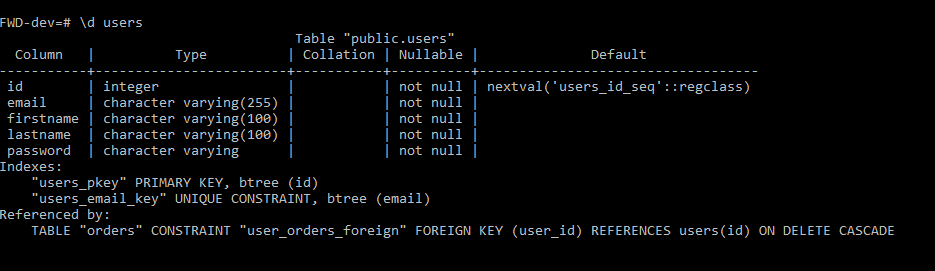 FWD-dev=# \d users
                                    Table "public.users"
  Column   |          Type          | Collation | Nullable |              Default
-----------+------------------------+-----------+----------+-----------------------------------
 id        | integer                |           | not null | nextval('users_id_seq'::regclass)
 email     | character varying(255) |           | not null |
 firstname | character varying(100) |           | not null |
 lastname  | character varying(100) |           | not null |
 password  | character varying      |           | not null |
Indexes:
    "users_pkey" PRIMARY KEY, btree (id)
    "users_email_key" UNIQUE CONSTRAINT, btree (email)
Referenced by:
    TABLE "orders" CONSTRAINT "user_orders_foreign" FOREIGN KEY (user_id) REFERENCES users(id) ON DELETE CASCADE